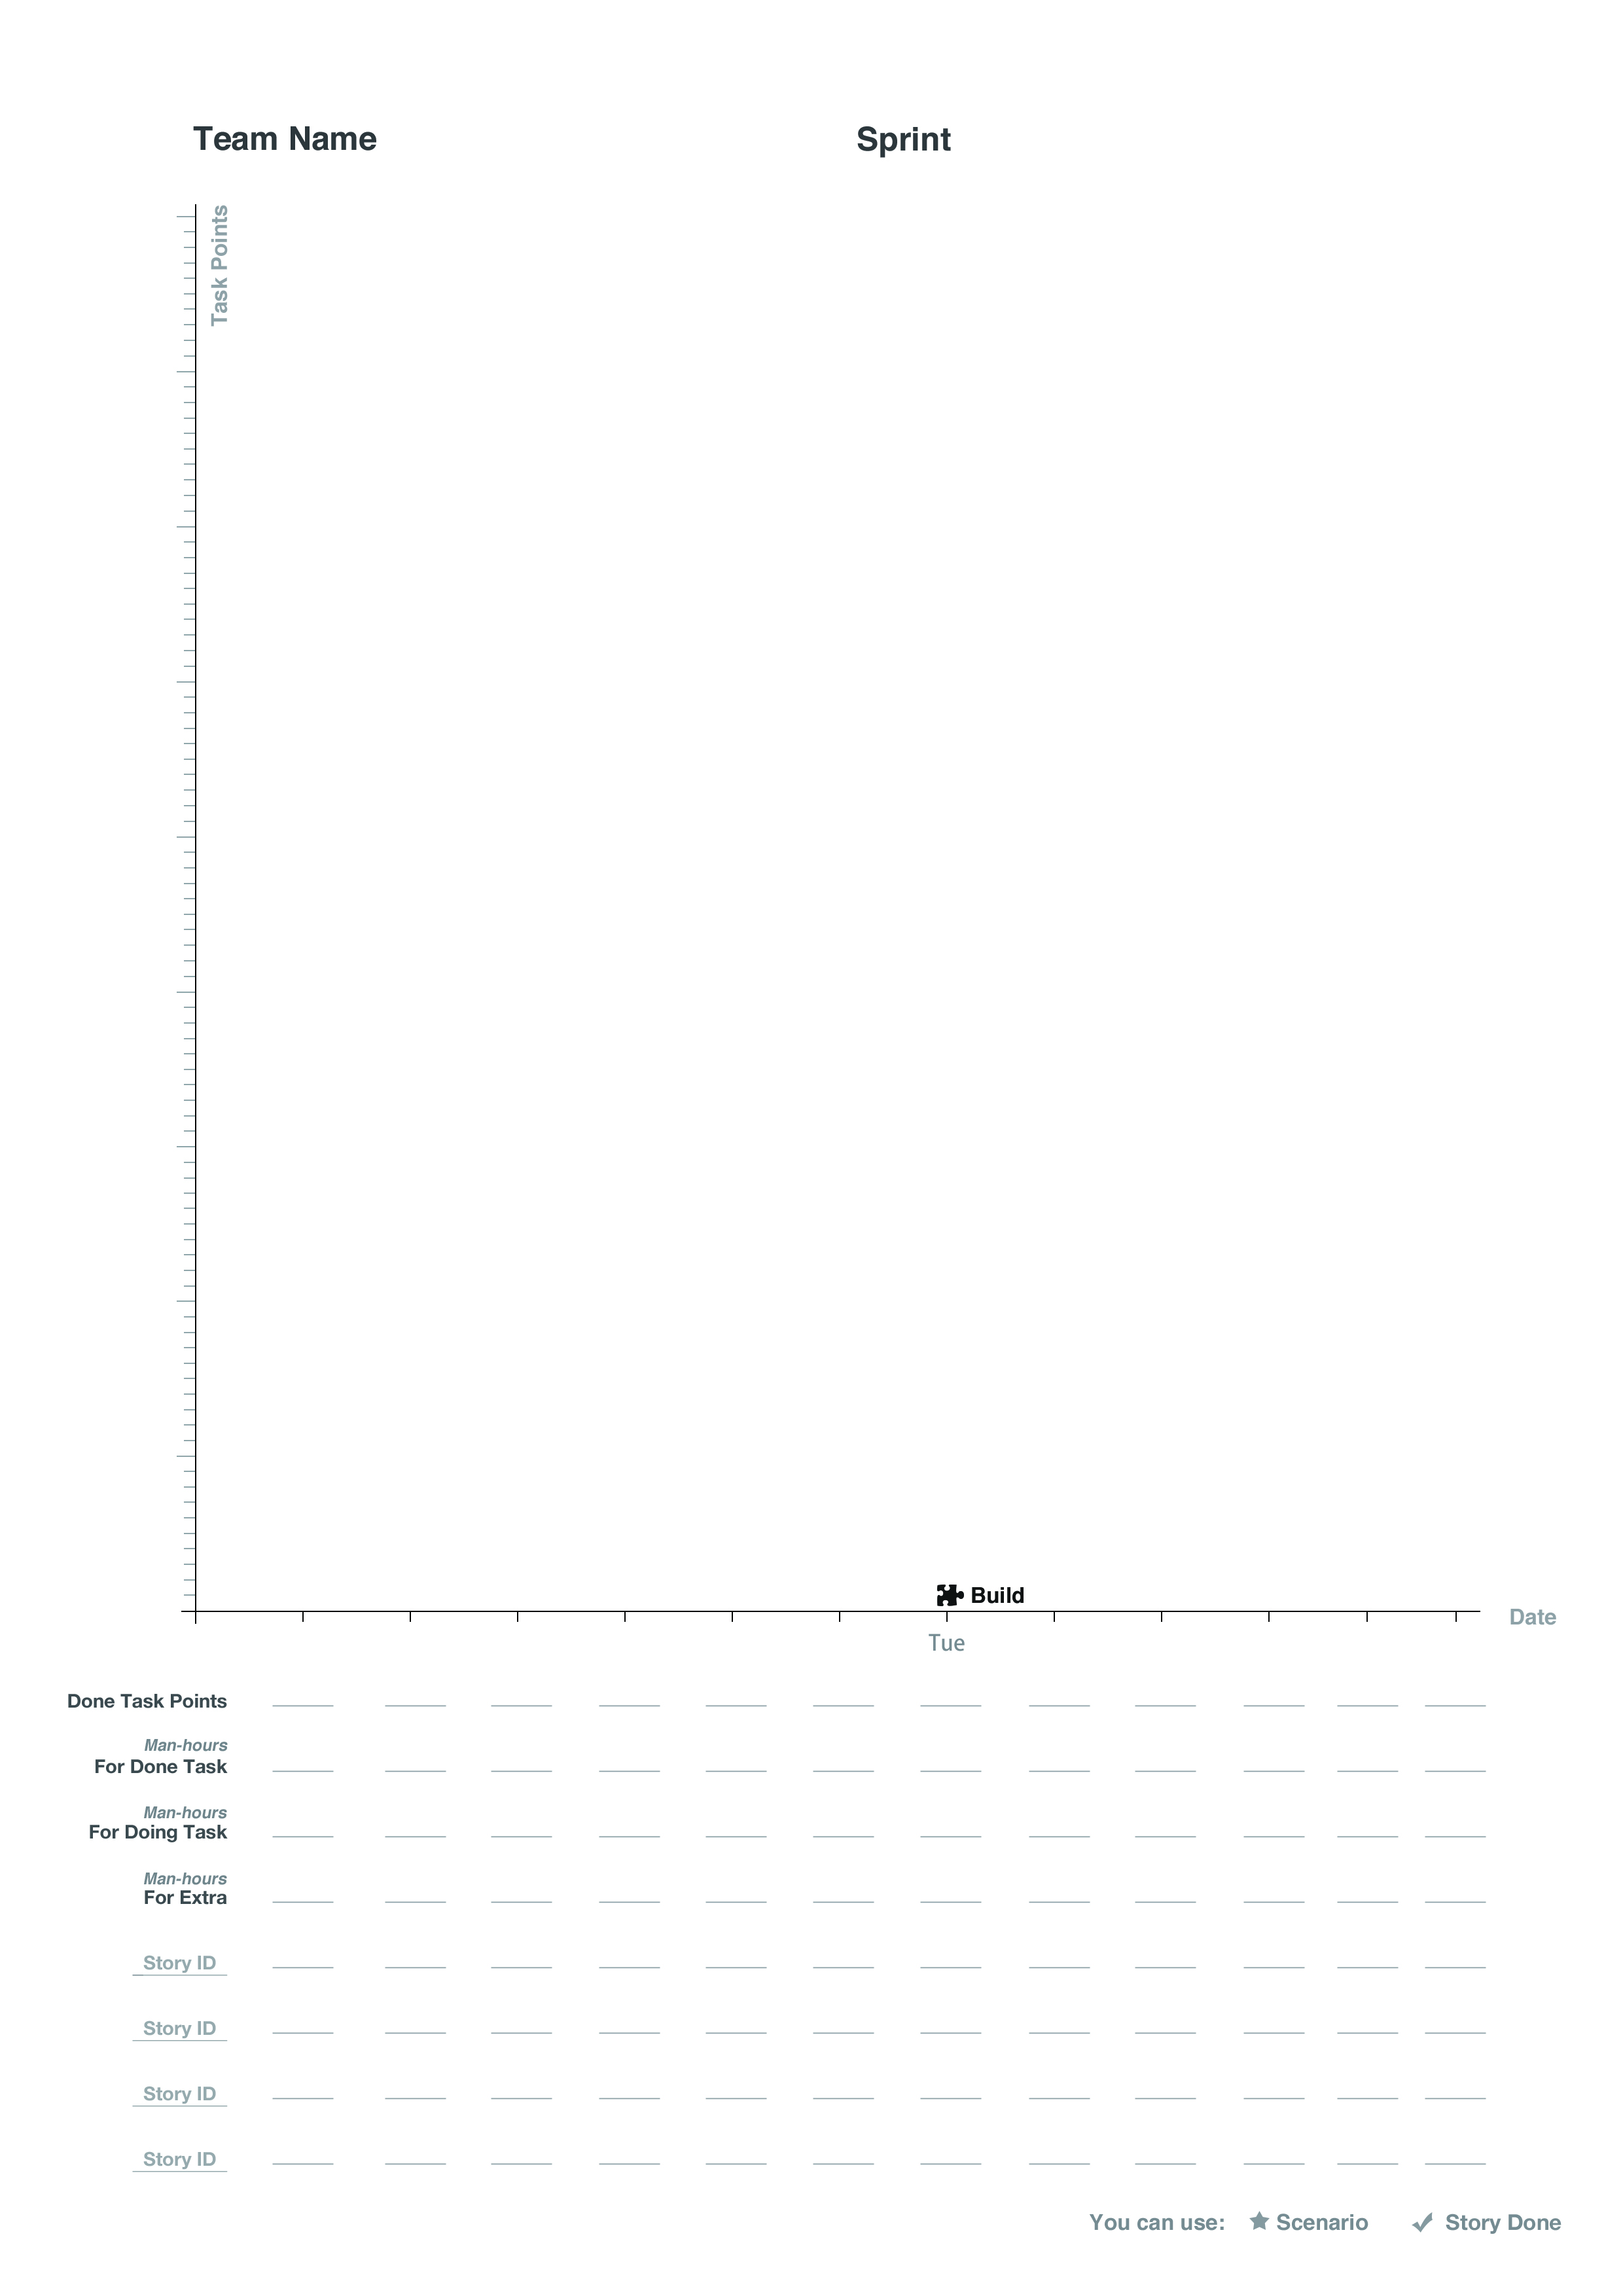 Team Name
Sprint
Task Points
Build
Date
Tue
Done Task Points
Man-hours
For Done Task
Man-hours
For Doing Task
Man-hours
For Extra
Story ID
Story ID
Story ID
Story ID
You can use: Scenario Story Done